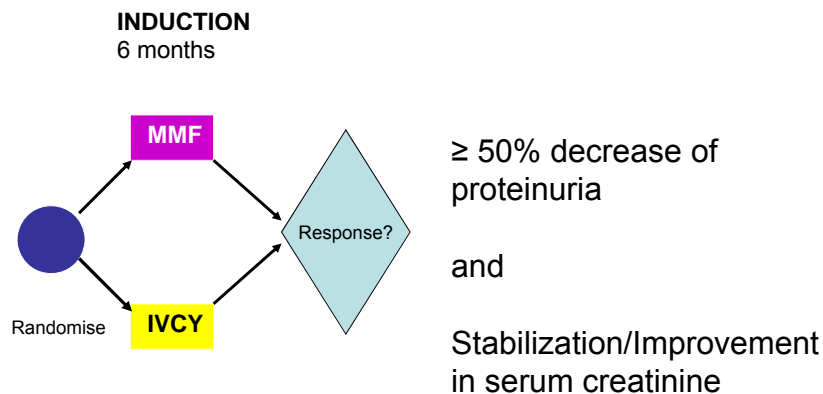 INDUCTION
6 months
MMF
Response?
Randomise
IVCY
≥ 50% decrease of
proteinuria
and
Stabilization/Improvement
in serum creatinine